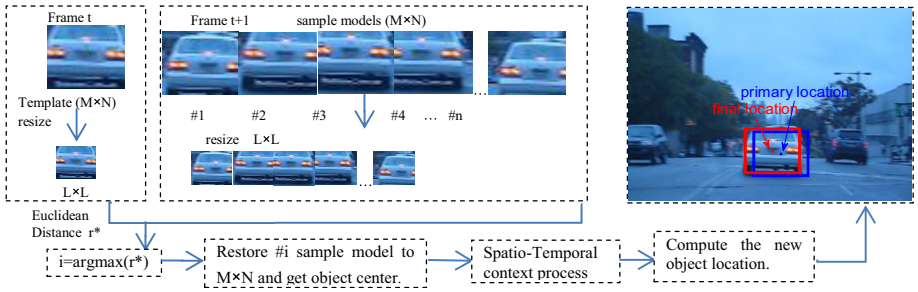 Frame t
Template (M×N)
resize
L×L
Frame t+1 sample models (M×N)
...
#1 #2 #3 #4 ... #n
resize L×L
...
primary location
final location
Euclidean
Distance r*
i=argmax(r*)
Restore #i sample model to
M×N and get object center.
Spatio-Temporal
context process
Compute the new
object location.